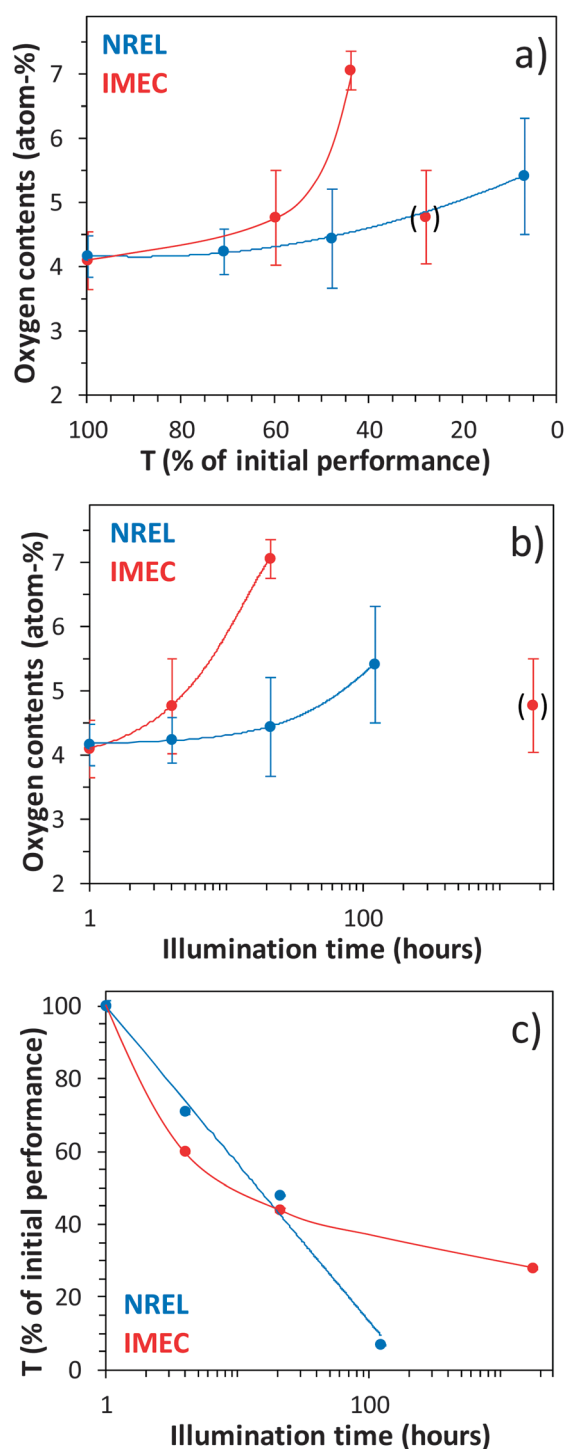 NREL
IMEC
a)
Oxygen contents (atom-%)
7
6
5
4
3
2
100 80 60 40 20 0
T (% of initial performance)
NREL
IMEC
b)
Oxygen contents (atom-%)
7
6
5
4
3
2
( )
1 100
Illumination time (hours)
c)
T (% of initial performance)
100
80
60
40
20
0
NREL
IMEC
1 100
Illumination time (hours)